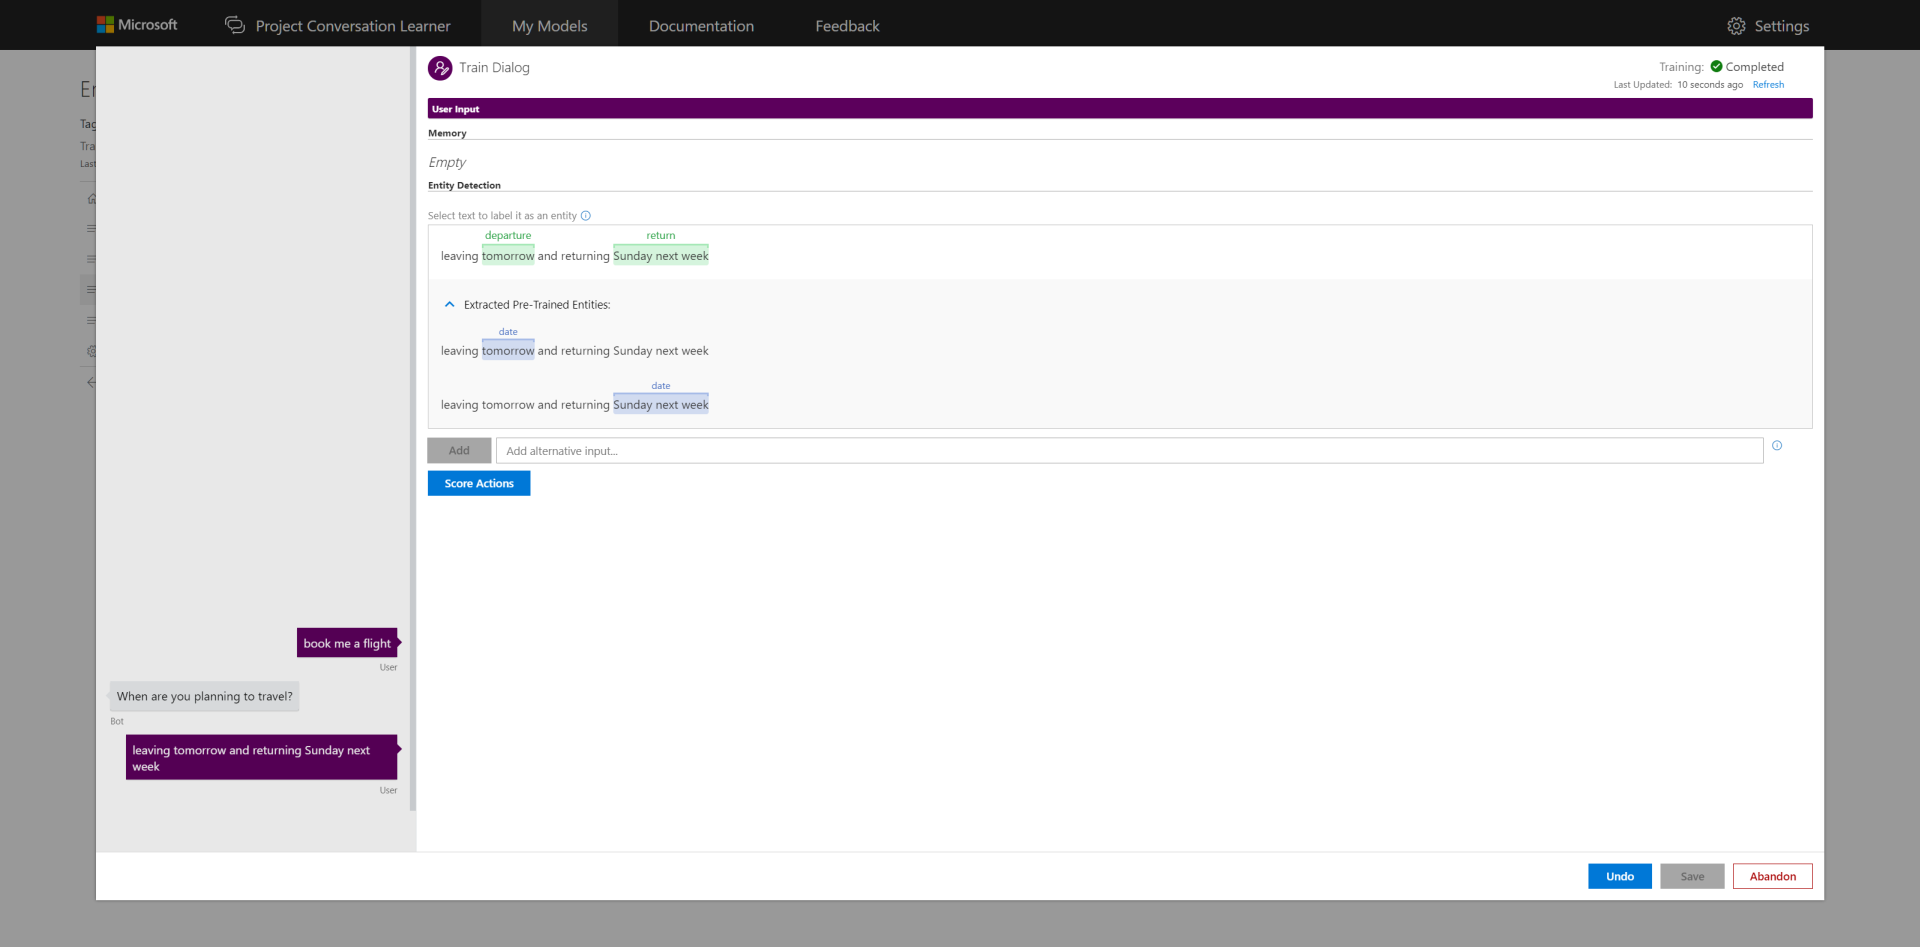 Microsoft
Project Conversation Learner
My Models
Documentation
Feedback
Settings
Er
Tag
Tra
Last
Train Dialog
Training: Completed
Last Updated: 10 seconds ago Refresh
User Input
Memory
Empty
Entity Detection
Select text to label it as an entity
departure return
leaving tomorrow and returning Sunday next week
Extracted Pre-Trained Entities:
date
leaving tomorrow and returning Sunday next week
date
leaving tomorrow and returning Sunday next week
Add
Add alternative input...
Score Actions
book me a flight
User
When are you planning to travel?
Bot
leaving tomorrow and returning Sunday next
week
User
Undo
Save
Abandon